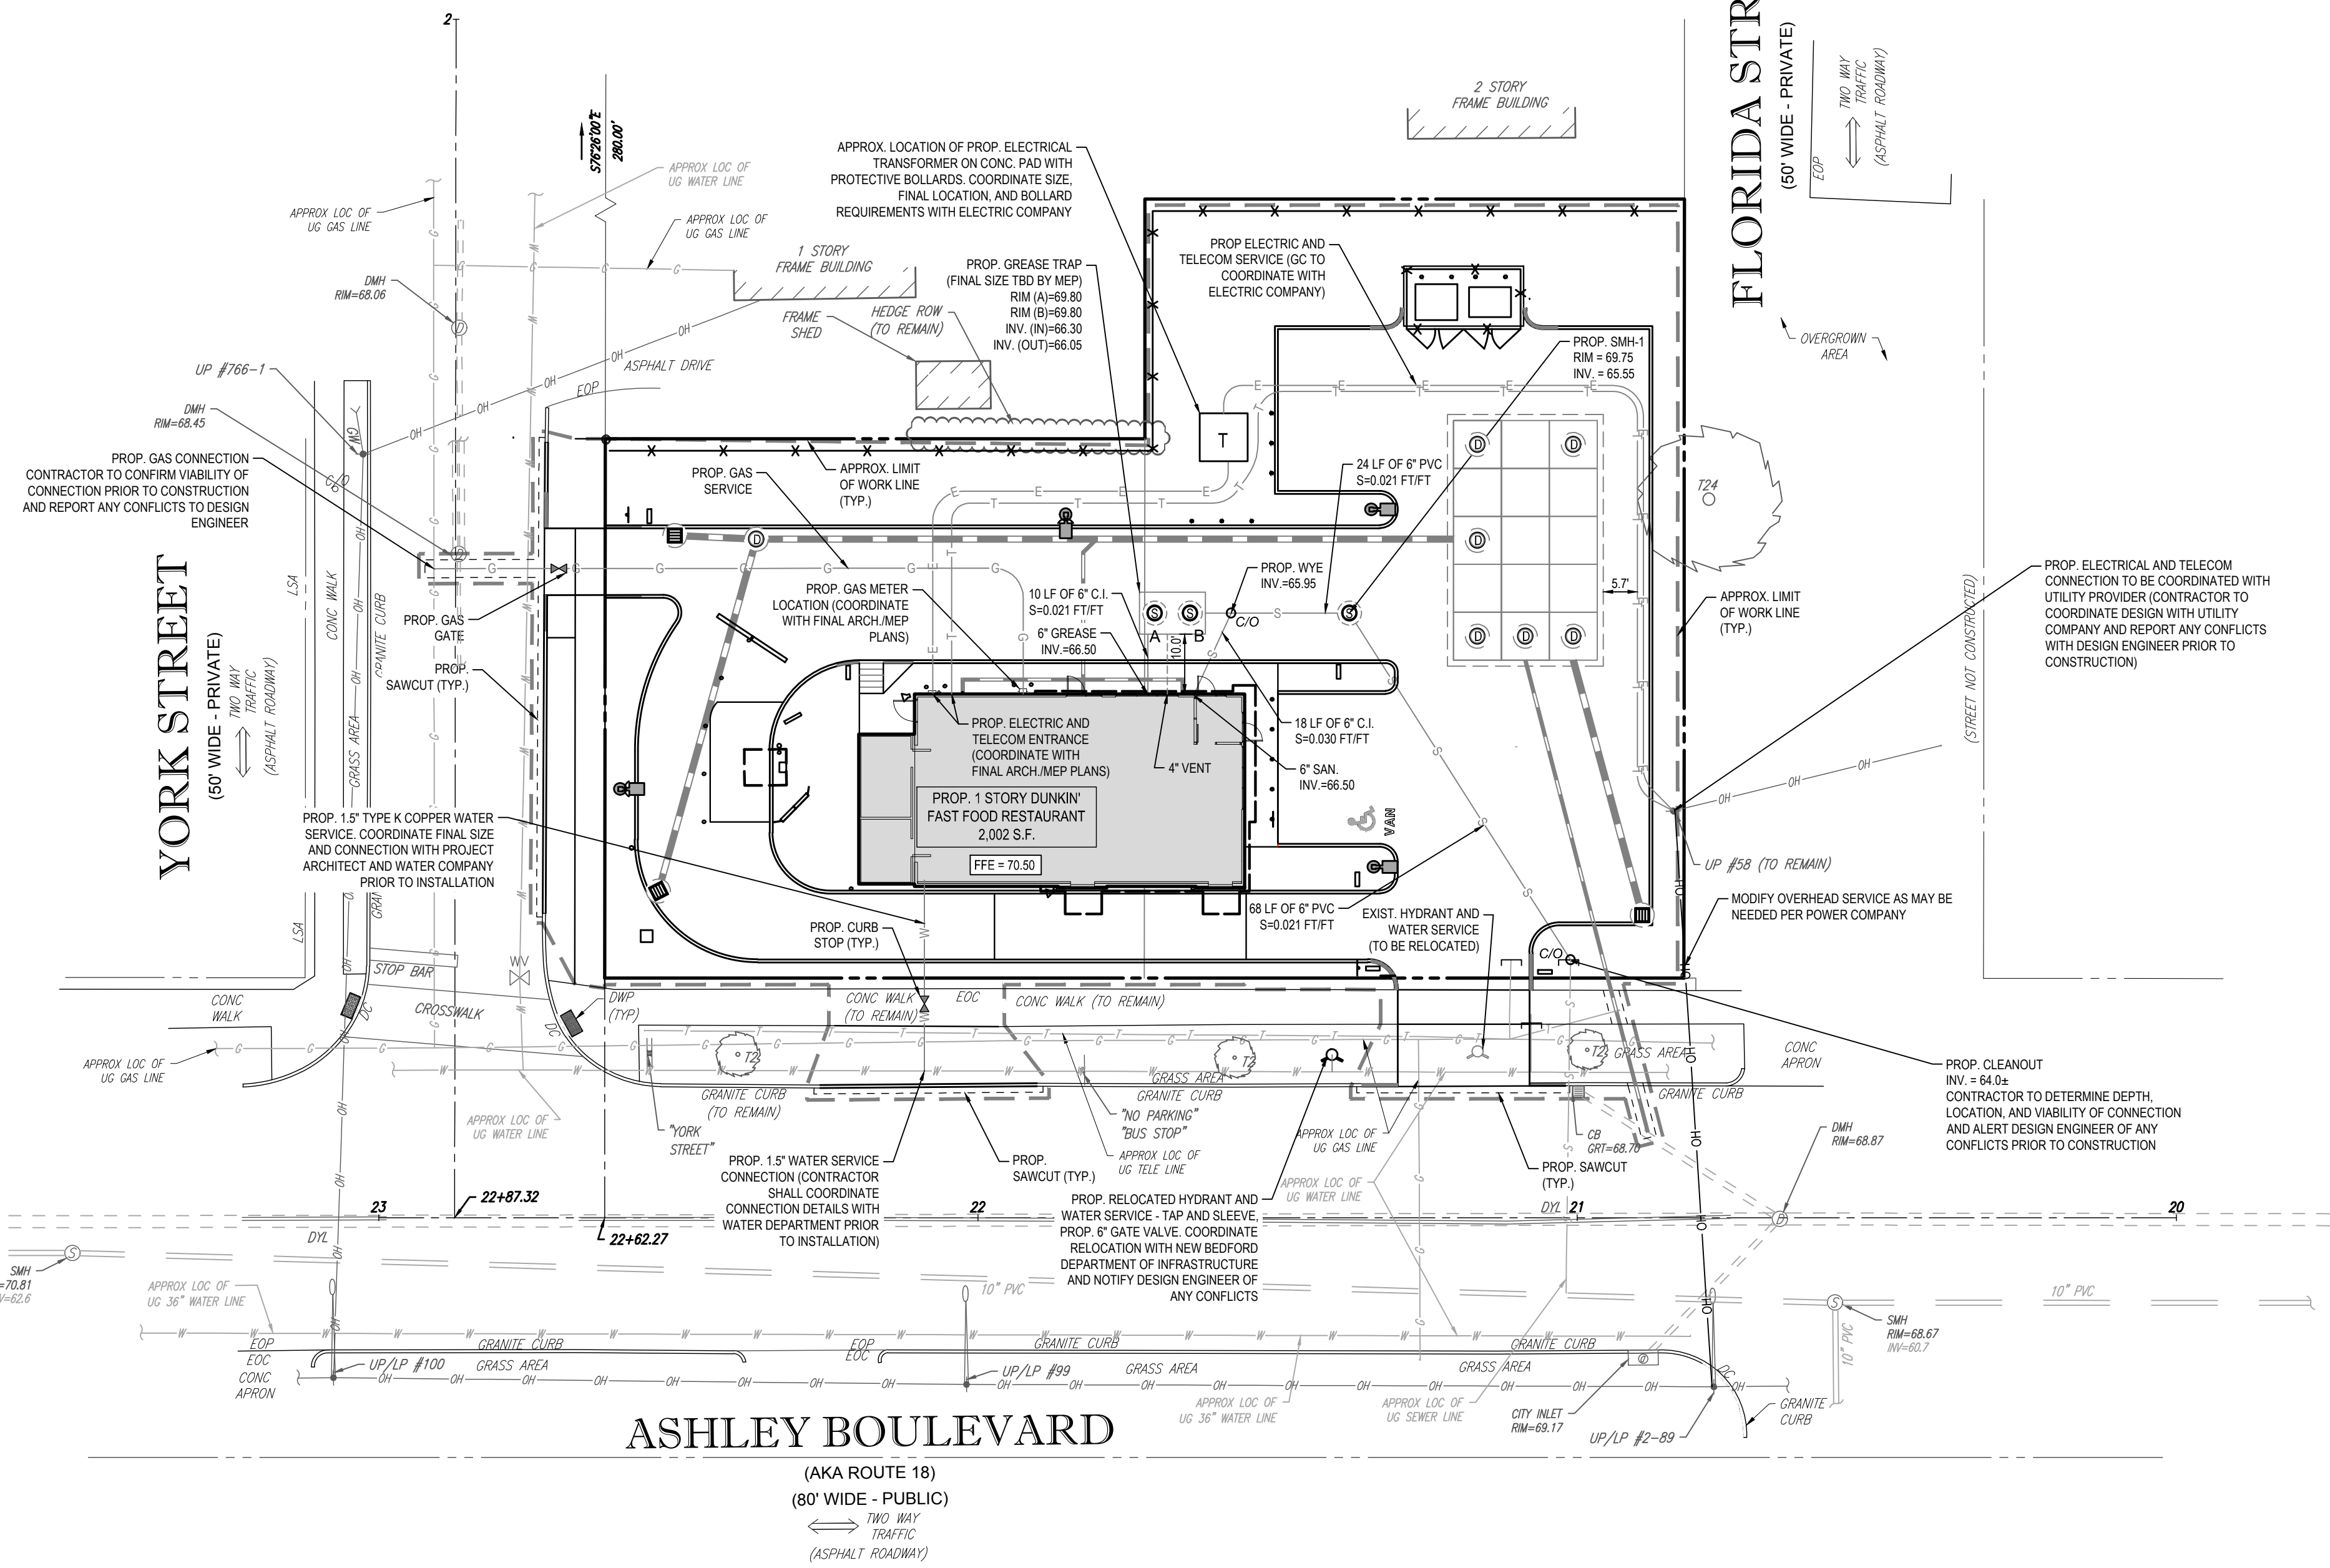 2
S76°26'00"E
280.00'
APPROX LOC OF
UG WATER LINE
APPROX LOC OF
UG GAS LINE
APPROX LOC OF
UG GAS LINE
DMH
RIM=68.06
1 STORY
FRAME BUILDING
FRAME
SHED
HEDGE ROW
(TO REMAIN)
ASPHALT DRIVE
EOP
UP #766-1
DMH
RIM=68.45
APPROX. LOCATION OF PROP. ELECTRICAL
TRANSFORMER ON CONC. PAD WITH
PROTECTIVE BOLLARDS. COORDINATE SIZE,
FINAL LOCATION, AND BOLLARD
REQUIREMENTS WITH ELECTRIC COMPANY
PROP. GREASE TRAP
(FINAL SIZE TBD BY MEP)
RIM (A)=69.80
RIM (B)=69.80
INV. (IN)=66.30
INV. (OUT)=66.05
2 STORY
FRAME BUILDING
PROP ELECTRIC AND
TELECOM SERVICE (GC TO
COORDINATE WITH
ELECTRIC COMPANY)
PROP. SMH-1
RIM = 69.75
INV. = 65.55
FLORIDA STR
(50' WIDE - PRIVATE)
EOP
TWO WAY
TRAFFIC
(ASPHALT ROADWAY)
OVERGROWN
AREA
PROP. GAS CONNECTION
CONTRACTOR TO CONFIRM VIABILITY OF
CONNECTION PRIOR TO CONSTRUCTION
AND REPORT ANY CONFLICTS TO DESIGN
ENGINEER
PROP. GAS
SERVICE
APPROX. LIMIT
OF WORK LINE
(TYP.)
T
24 LF OF 6" PVC
S=0.021 FT/FT
T24
5.7'
(STREET NOT CONSTRUCTED)
YORK STREET
(50' WIDE - PRIVATE)
TWO WAY
TRAFFIC
(ASPHALT ROADWAY)
LSA
CONC WALK
GRANITE CURB
GRASS AREA
LSA
PROP. GAS
GATE
PROP.
SAWCUT (TYP.)
PROP. GAS METER
LOCATION (COORDINATE
WITH FINAL ARCH./MEP
PLANS)
10 LF OF 6" C.I.
S=0.021 FT/FT
6" GREASE
INV.=66.50
A
B
10.0'
C/O
PROP. WYE
INV.=65.95
APPROX. LIMIT
OF WORK LINE
(TYP.)
PROP. ELECTRICAL AND TELECOM
CONNECTION TO BE COORDINATED WITH
UTILITY PROVIDER (CONTRACTOR TO
COORDINATE DESIGN WITH UTILITY
COMPANY AND REPORT ANY CONFLICTS
WITH DESIGN ENGINEER PRIOR TO
CONSTRUCTION)
PROP. ELECTRIC AND
TELECOM ENTRANCE
(COORDINATE WITH
FINAL ARCH./MEP PLANS)
4" VENT
18 LF OF 6" C.I.
S=0.030 FT/FT
6" SAN.
INV.=66.50
PROP. 1 STORY DUNKIN'
FAST FOOD RESTAURANT
2,002 S.F.
FFE = 70.50
VAN
PROP. 1.5" TYPE K COPPER WATER
SERVICE. COORDINATE FINAL SIZE
AND CONNECTION WITH PROJECT
ARCHITECT AND WATER COMPANY
PRIOR TO INSTALLATION
UP #58 (TO REMAIN)
MODIFY OVERHEAD SERVICE AS MAY BE
NEEDED PER POWER COMPANY
PROP. CURB
STOP (TYP.)
68 LF OF 6" PVC
S=0.021 FT/FT
EXIST. HYDRANT AND
WATER SERVICE
(TO BE RELOCATED)
C/O
STOP BAR
WV
CROSSWALK
CONC
WALK
DC
DC
DWP
(TYP)
CONC WALK
(TO REMAIN)
EOC
CONC WALK (TO REMAIN)
APPROX LOC OF
UG GAS LINE
GRASS AREA
GRASS AREA
CONC
APRON
GRANITE CURB
(TO REMAIN)
GRANITE CURB
GRANITE CURB
PROP. CLEANOUT
INV. = 64.0±
CONTRACTOR TO DETERMINE DEPTH,
LOCATION, AND VIABILITY OF CONNECTION
AND ALERT DESIGN ENGINEER OF ANY
CONFLICTS PRIOR TO CONSTRUCTION
APPROX LOC OF
UG WATER LINE
"YORK
STREET"
"NO PARKING"
"BUS STOP"
APPROX LOC OF
UG TELE LINE
APPROX LOC OF
UG GAS LINE
CB
GRT=68.70
DMH
RIM=68.87
PROP. 1.5" WATER SERVICE
CONNECTION (CONTRACTOR
SHALL COORDINATE
CONNECTION DETAILS WITH
WATER DEPARTMENT PRIOR
TO INSTALLATION)
PROP.
SAWCUT (TYP.)
PROP. RELOCATED HYDRANT AND
WATER SERVICE - TAP AND SLEEVE,
PROP. 6" GATE VALVE. COORDINATE
RELOCATION WITH NEW BEDFORD
DEPARTMENT OF INFRASTRUCTURE
AND NOTIFY DESIGN ENGINEER OF
ANY CONFLICTS
APPROX LOC OF
UG WATER LINE
PROP. SAWCUT
(TYP.)
23
22+87.32
22+62.27
22
DYL
21
20
DYL
SMH
=70.81
V=62.6
APPROX LOC OF
UG 36" WATER LINE
10" PVC
10" PVC
10" PVC
SMH
RIM=68.67
INV=60.7
EOP
EOC
CONC
APRON
GRANITE CURB
GRASS AREA
UP/LP #100
EOP
EOC
GRANITE CURB
UP/LP #99
GRASS AREA
GRANITE CURB
GRASS AREA
APPROX LOC OF
UG 36" WATER LINE
APPROX LOC OF
UG SEWER LINE
CITY INLET
RIM=69.17
UP/LP #2-89
DC
GRANITE
CURB
ASHLEY BOULEVARD
(AKA ROUTE 18)
(80' WIDE - PUBLIC)
TWO WAY
TRAFFIC
(ASPHALT ROADWAY)